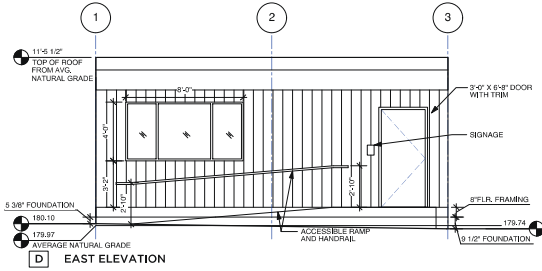 1
2
3
11'-5 1/2"
TOP OF ROOF
FROM AVG.
NATURAL GRADE
8'-0"
3'-0" X 6'-8" DOOR
WITH TRIM
4'-0"
SIGNAGE
3'-2"
2'-10"
2'-10"
5 3/8" FOUNDATION
8"FLR. FRAMING
180.10
179.74
ACCESSIBLE RAMP
AND HANDRAIL
179.97
9 1/2" FOUNDATION
AVERAGE NATURAL GRADE
D EAST ELEVATION